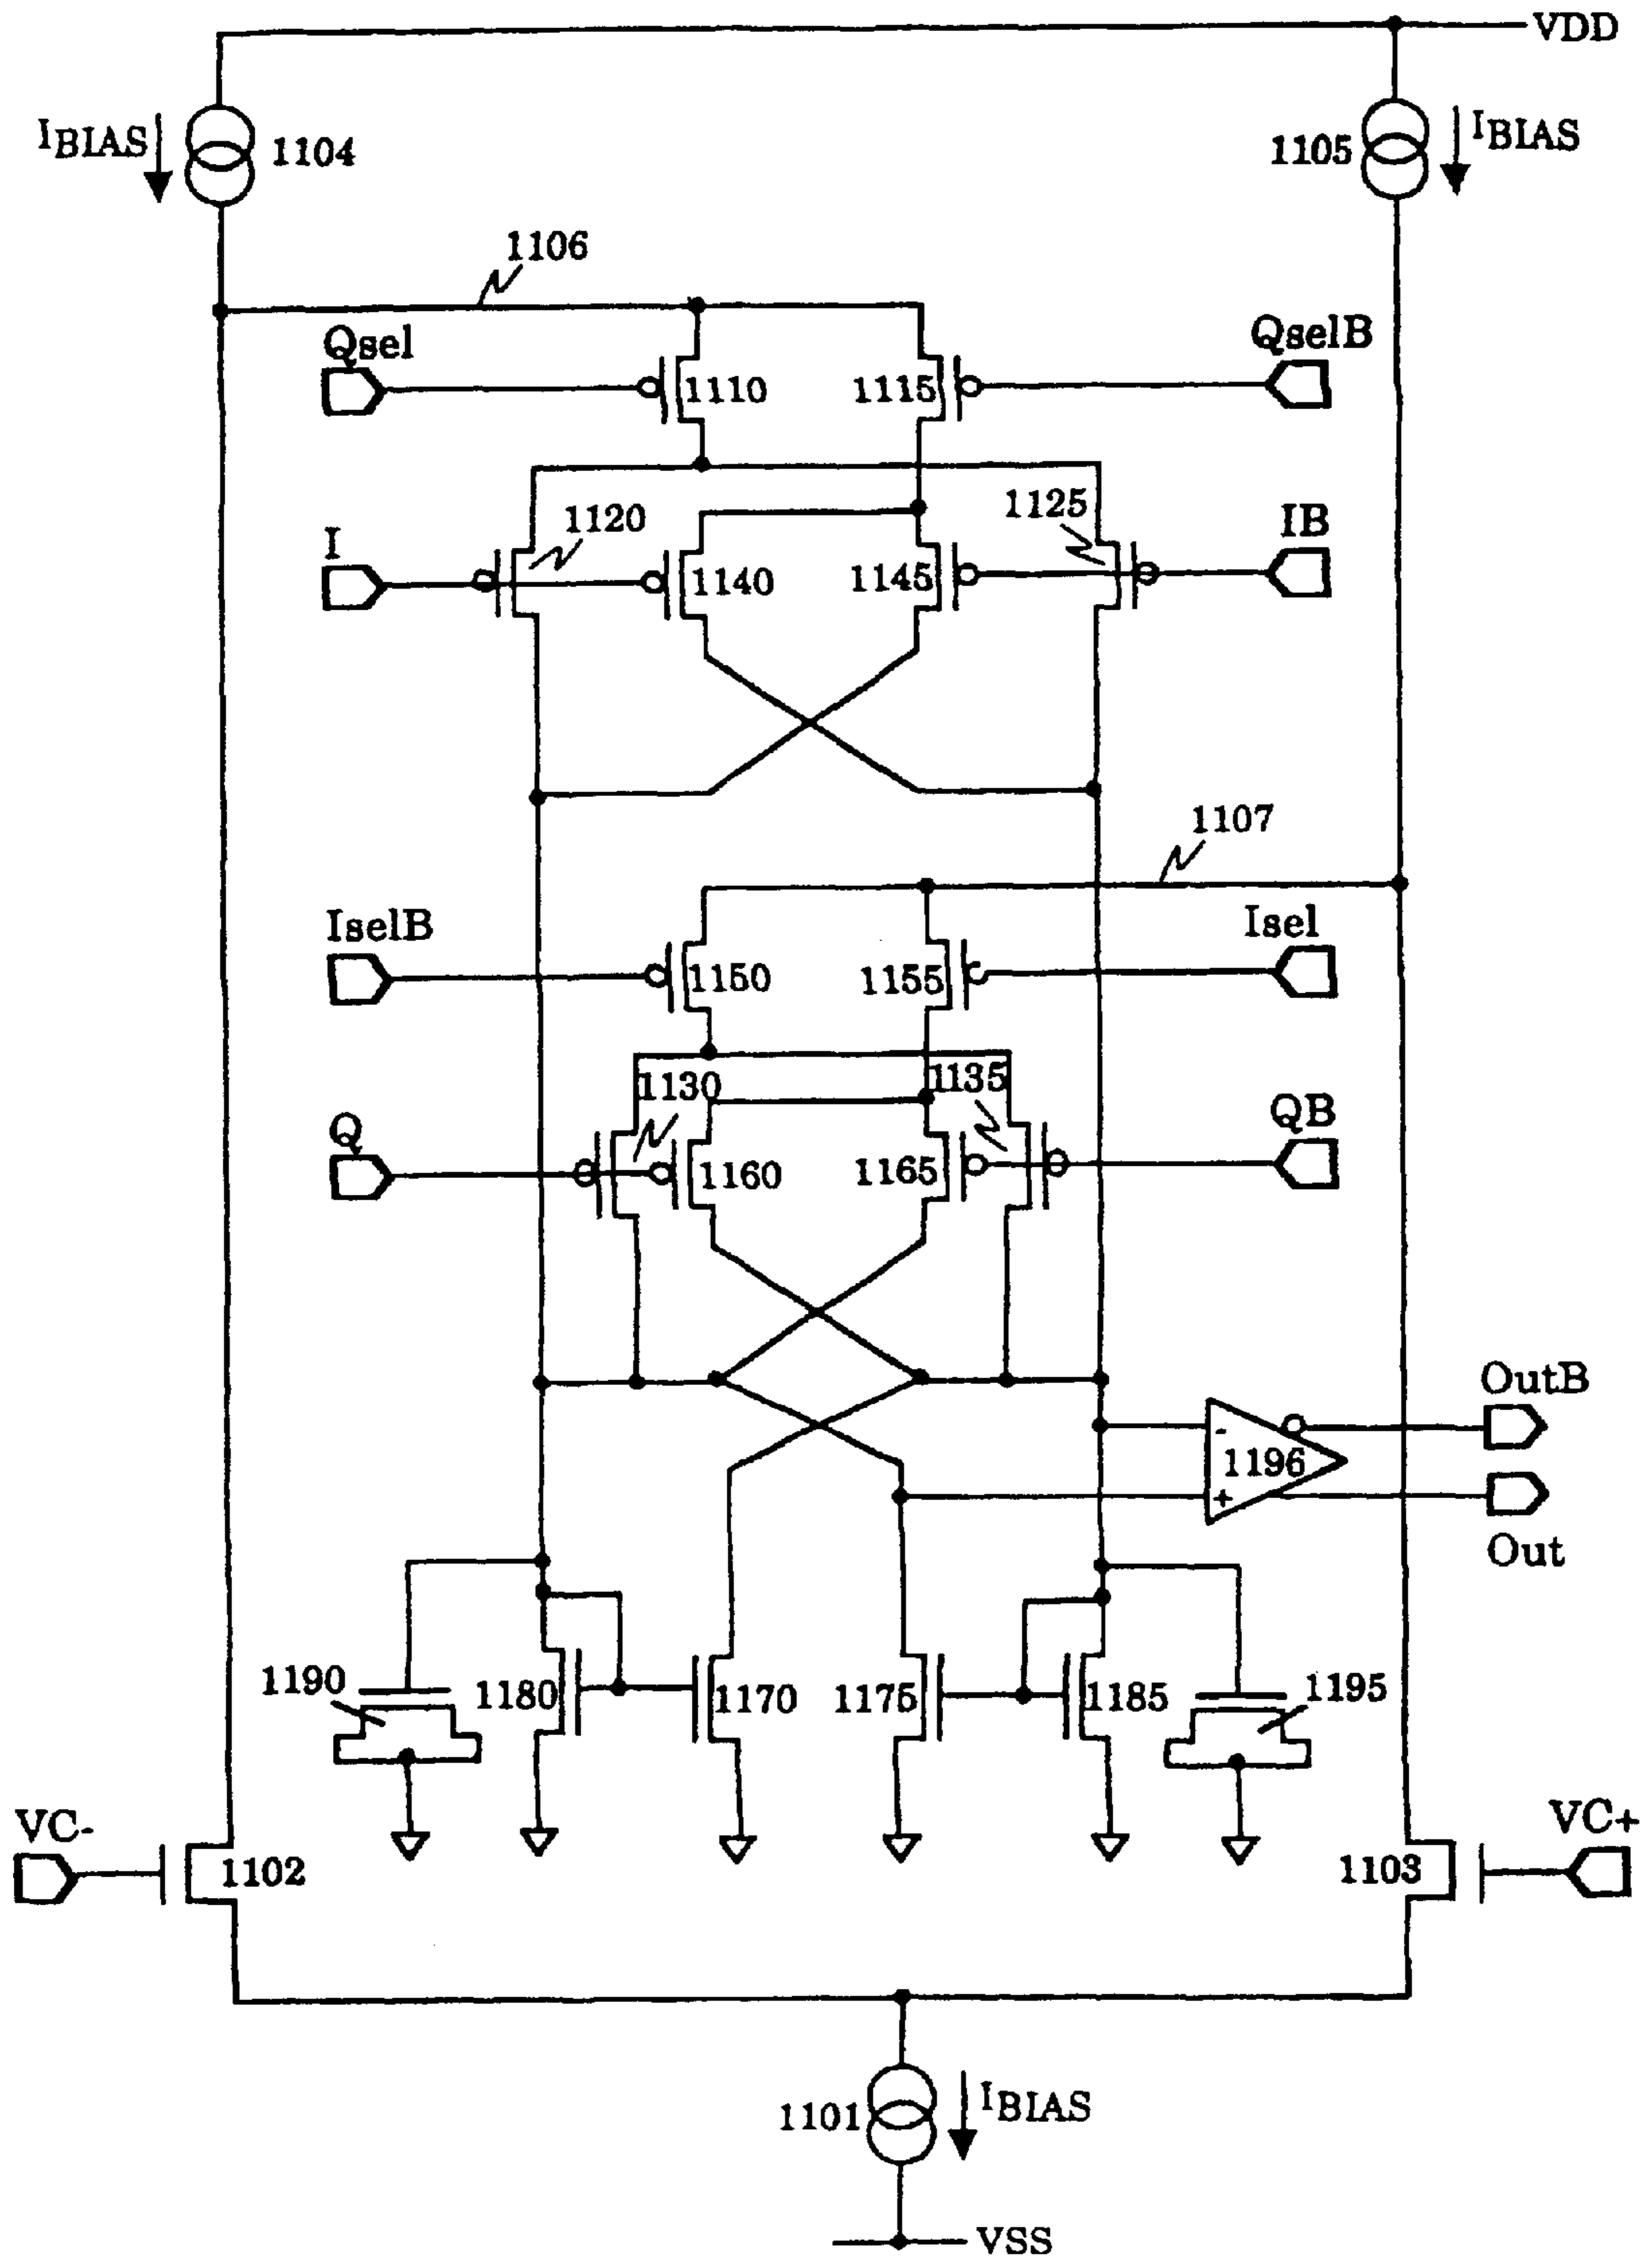 VDD
IBIAS
1104
1105
IBIAS
1106
Qsel
QselB
1110
1115
1120
1125
I
IB
1140
1145
1107
IselB
Isel
1150
1155
1130
1135
Q
QB
1160
1165
OutB
-
1196
+
Out
1190
1180
1170
1175
1185
1195
VC-
VC+
1102
1103
1101
IBIAS
VSS